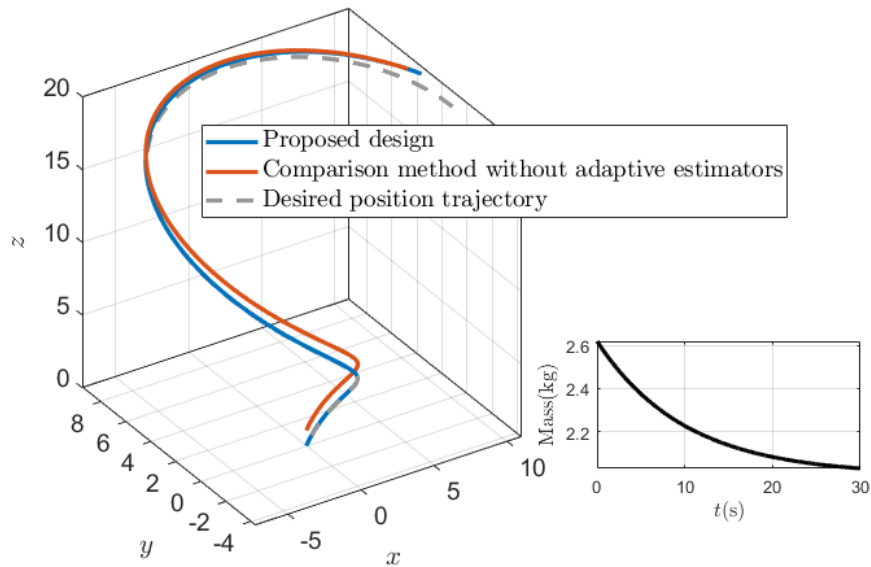 20
15
10
5
0
z
8
6
4
2
0
-2
-4
y
-5
0
5
10
x
Proposed design
Comparison method without adaptive estimators
Desired position trajectory
2.6
2.4
2.2
Mass(kg)
0
10
20
30
t(s)